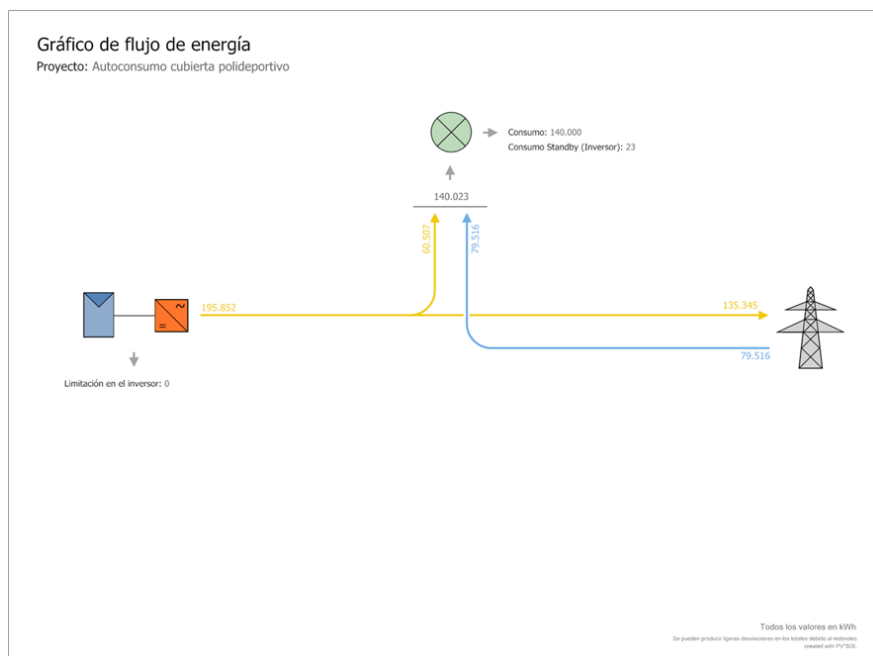 Gráfico de flujo de energía
Proyecto: Autoconsumo cubierta polideportivo
Consumo: 140.000
Consumo Standby (Inversor): 23
140.023
60.507
79.516
195.852
135.345
79.516
Limitación en el inversor: 0
Todos los valores en kWh
Se pueden producir ligeras desviaciones en los totales debido al redondeo
created with PV*SOL